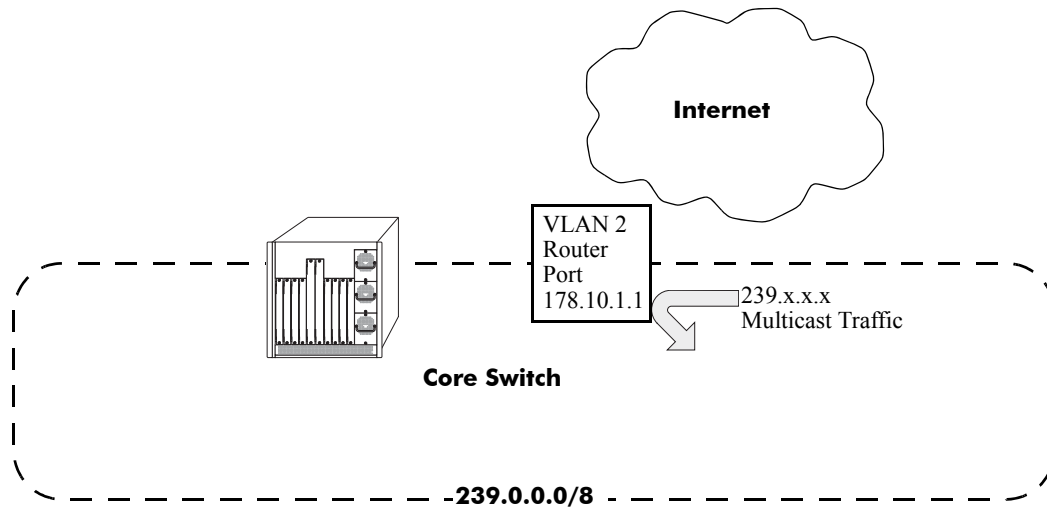 Internet
VLAN 2
Router
Port
178.10.1.1
239.x.x.x
Multicast Traffic
Core Switch
239.0.0.0/8